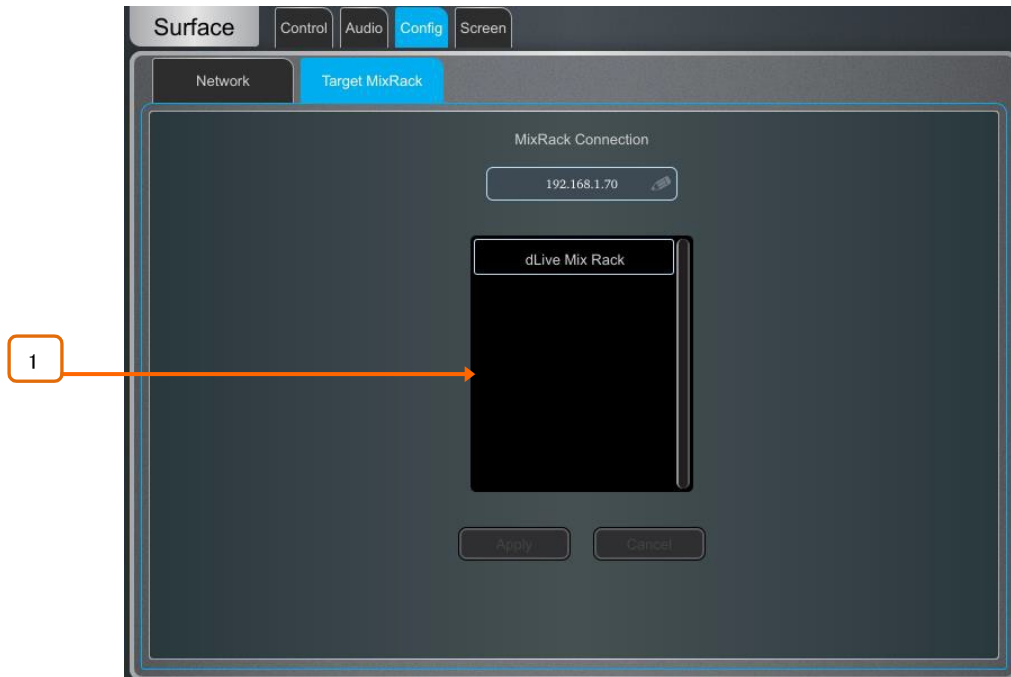 Surface Control Audio Config Screen
Network Target MixRack
MixRack Connection
192.168.1.70
dLive Mix Rack
1
Apply Cancel